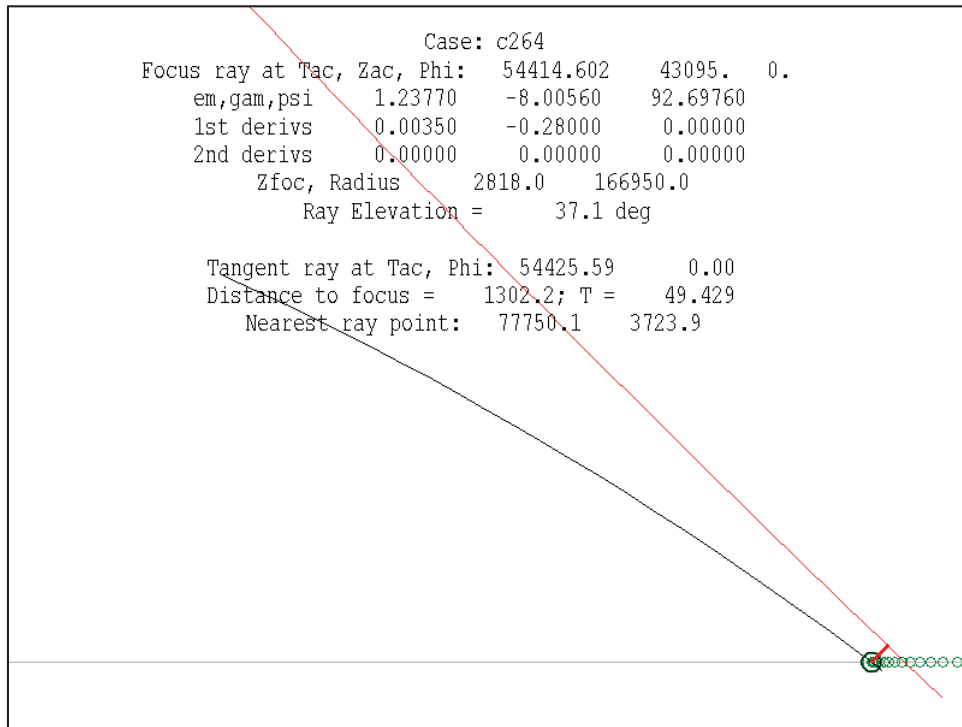 Case: c264
Focus ray at Tac, Zac, Phi: 54414.602 43095. 0.
em,gam,psi 1.23770 -8.00560 92.69760
1st derivs 0.00350 -0.28000 0.00000
2nd derivs 0.00000 0.00000 0.00000
Zfoc, Radius 2818.0 166950.0
Ray Elevation = 37.1 deg
Tangent ray at Tac, Phi: 54425.59 0.00
Distance to focus = 1302.2; T = 49.429
Nearest ray point: 77750.1 3723.9